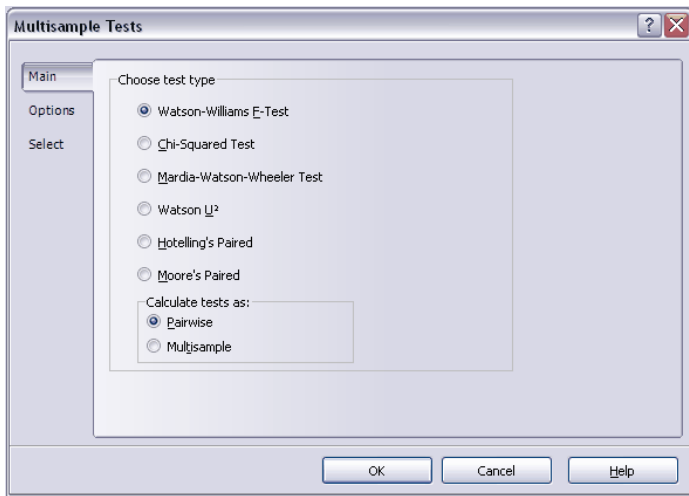 Multisample Tests
Main
Options
Select
Choose test type
Watson-Williams F-Test
Chi-Squared Test
Mardia-Watson-Wheeler Test
Watson U²
Hotelling's Paired
Moore's Paired
Calculate tests as:
Pairwise
Multisample
OK Cancel Help